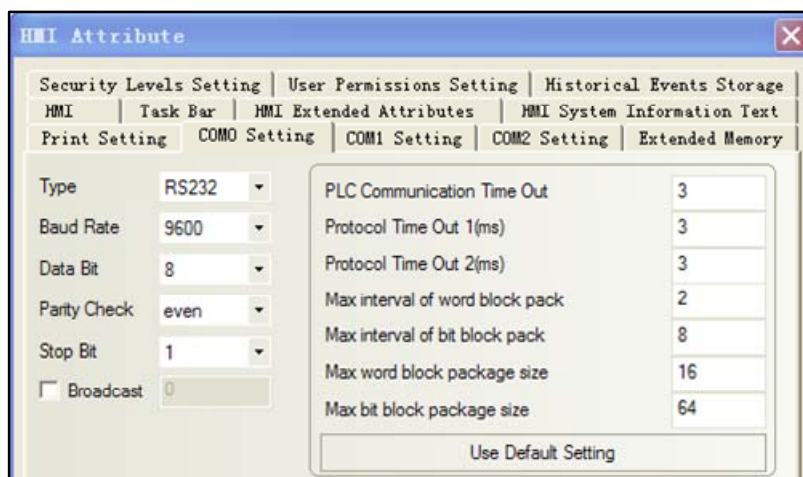 HMI Attribute
Security Levels Setting User Permissions Setting Historical Events Storage
HMI Task Bar HMI Extended Attributes HMI System Information Text
Print Setting COM0 Setting COM1 Setting COM2 Setting Extended Memory
Type RS232
Baud Rate 9600
Data Bit 8
Parity Check even
Stop Bit 1
Broadcast 0
PLC Communication Time Out 3
Protocol Time Out 1(ms) 3
Protocol Time Out 2(ms) 3
Max interval of word block pack 2
Max interval of bit block pack 8
Max word block package size 16
Max bit block package size 64
Use Default Setting